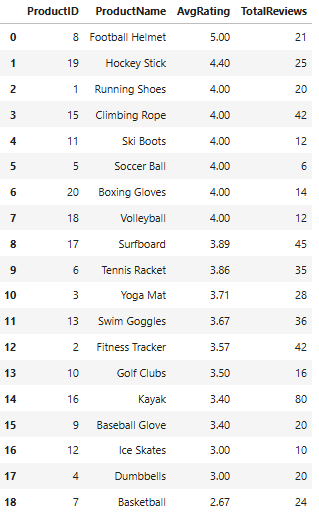 ProductID ProductName AvgRating TotalReviews
0 8 Football Helmet 5.00 21
1 19 Hockey Stick 4.40 25
2 1 Running Shoes 4.00 20
3 15 Climbing Rope 4.00 42
4 11 Ski Boots 4.00 12
5 5 Soccer Ball 4.00 6
6 20 Boxing Gloves 4.00 14
7 18 Volleyball 4.00 12
8 17 Surfboard 3.89 45
9 6 Tennis Racket 3.86 35
10 3 Yoga Mat 3.71 28
11 13 Swim Goggles 3.67 36
12 2 Fitness Tracker 3.57 42
13 10 Golf Clubs 3.50 16
14 16 Kayak 3.40 80
15 9 Baseball Glove 3.40 20
16 12 Ice Skates 3.00 10
17 4 Dumbbells 3.00 20
18 7 Basketball 2.67 24